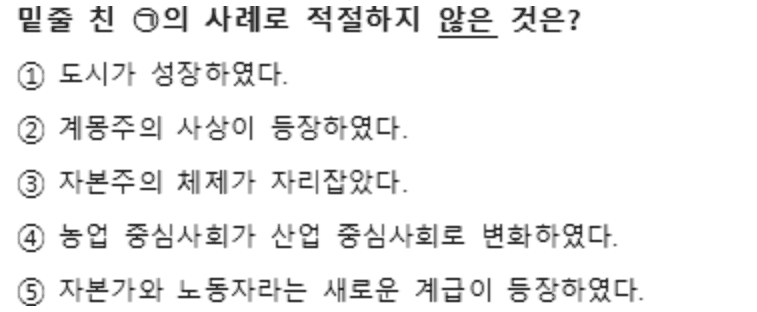 밑줄 친 ㉠의 사례로 적절하지 않은 것은?
① 도시가 성장하였다.
② 계몽주의 사상이 등장하였다.
③ 자본주의 체제가 자리잡았다.
④ 농업 중심사회가 산업 중심사회로 변화하였다.
⑤ 자본가와 노동자라는 새로운 계급이 등장하였다.